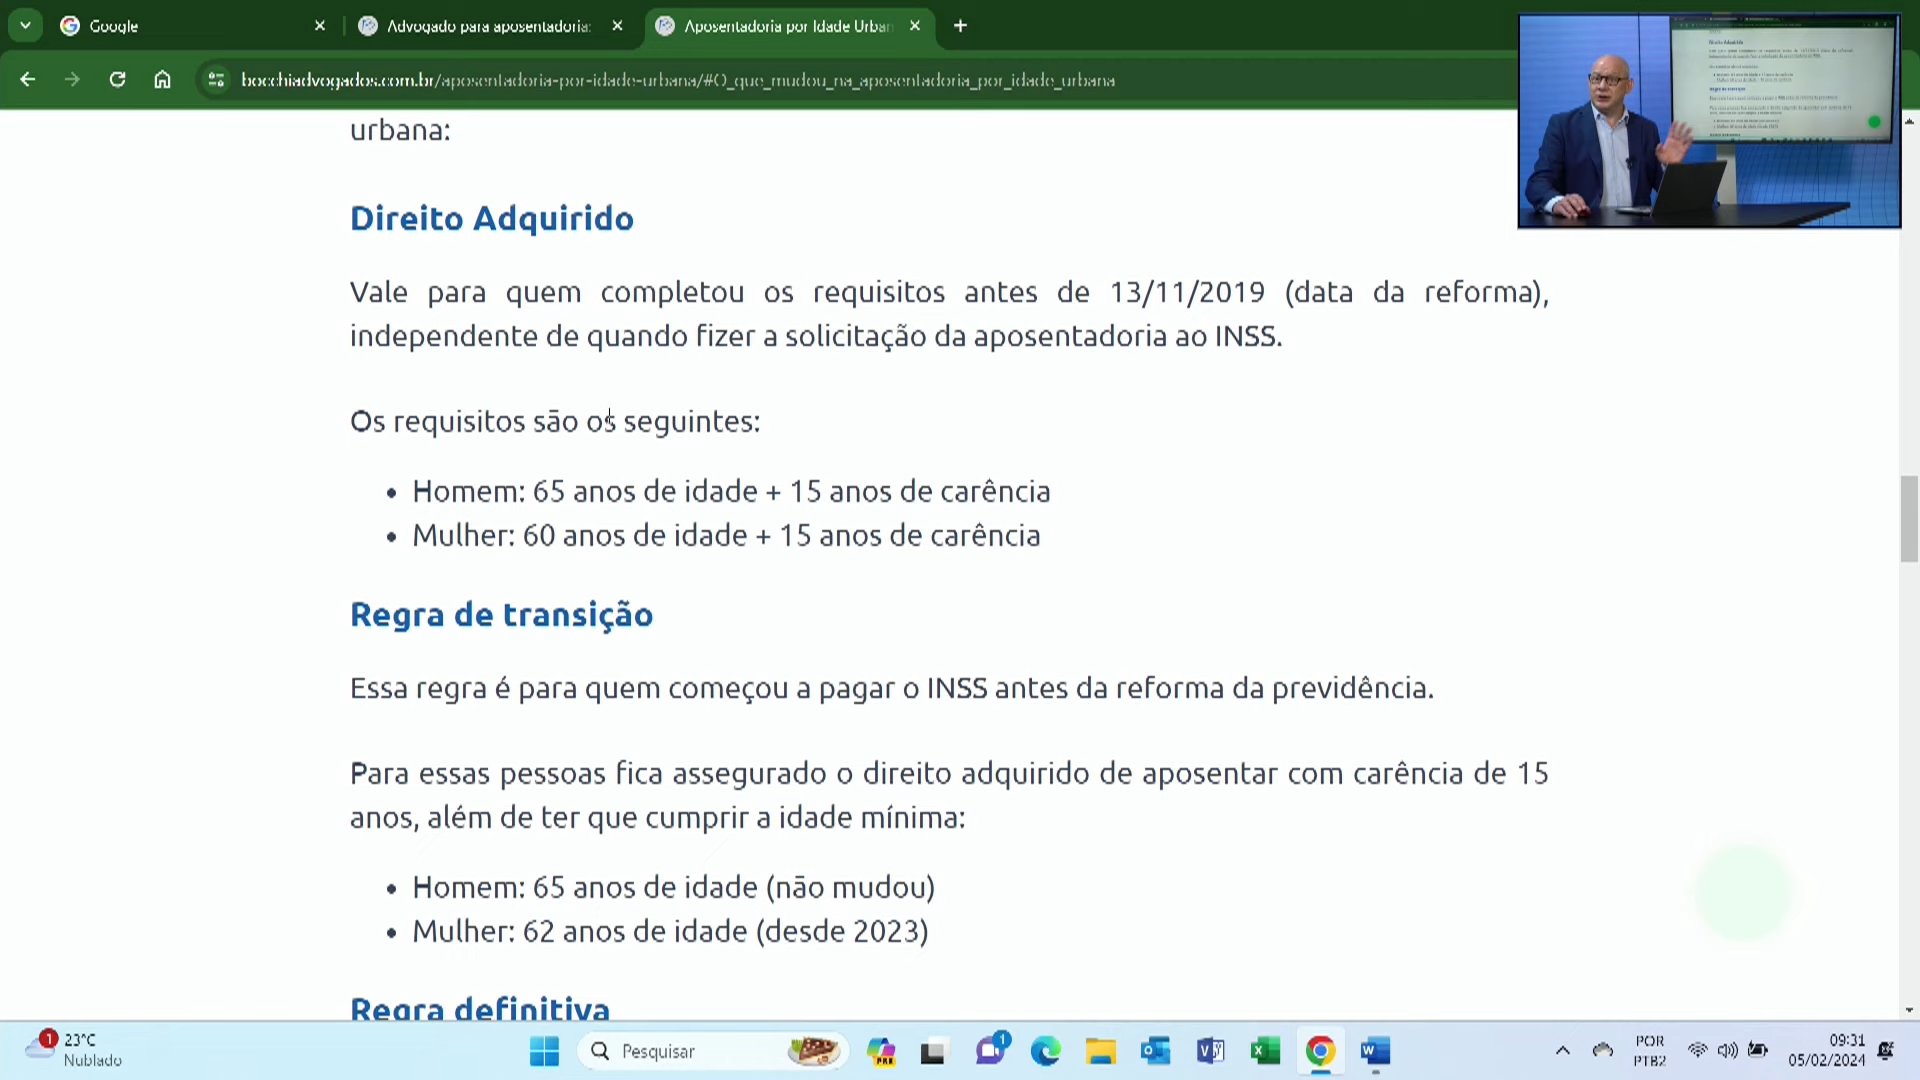 Google
Advogado para aposentadoria:
Aposentadoria por Idade Urban
bocchiadvogados.com.br/aposentadoria-por-idade-urbana/#O_que_mudou_na_aposentadoria_por_idade_urbana
urbana:
Direito Adquirido
Vale para quem completou os requisitos antes de 13/11/2019 (data da reforma),
independente de quando fizer a solicitação da aposentadoria ao INSS.
Os requisitos são os seguintes:
• Homem: 65 anos de idade + 15 anos de carência
• Mulher: 60 anos de idade + 15 anos de carência
Regra de transição
Essa regra é para quem começou a pagar o INSS antes da reforma da previdência.
Para essas pessoas fica assegurado o direito adquirido de aposentar com carência de 15
anos, além de ter que cumprir a idade mínima:
• Homem: 65 anos de idade (não mudou)
• Mulher: 62 anos de idade (desde 2023)
Regra definitiva
1
23°C
Nublado
Pesquisar
PRE
1
POR
PTB2
09:31
05/02/2024